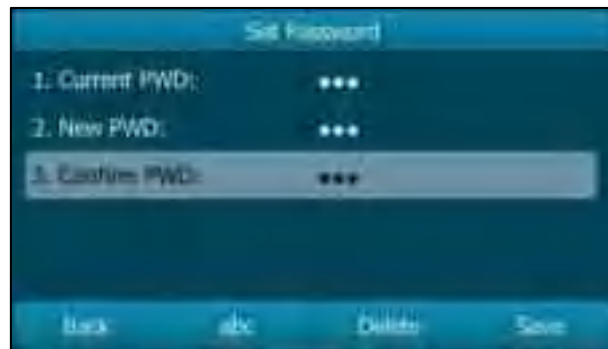 Set Password
1. Current PWD: •••
2. New PWD: •••
3. Confirm PWD: •••
Back abc Delete Save